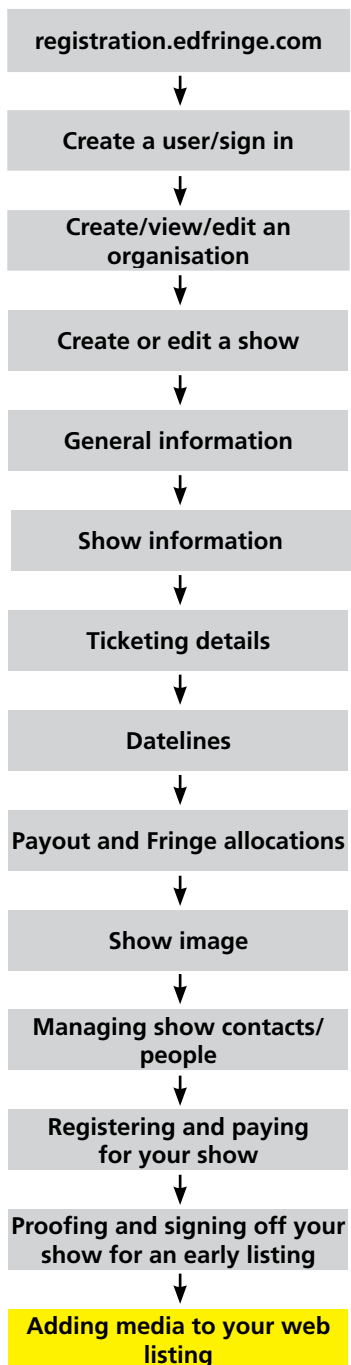 registration.edfringe.com
Create a user/sign in
Create/view/edit an
organisation
Create or edit a show
General information
Show information
Ticketing details
Datelines
Payout and Fringe allocations
Show image
Managing show contacts/
people
Registering and paying
for your show
Proofing and signing off your
show for an early listing
Adding media to your web
listing